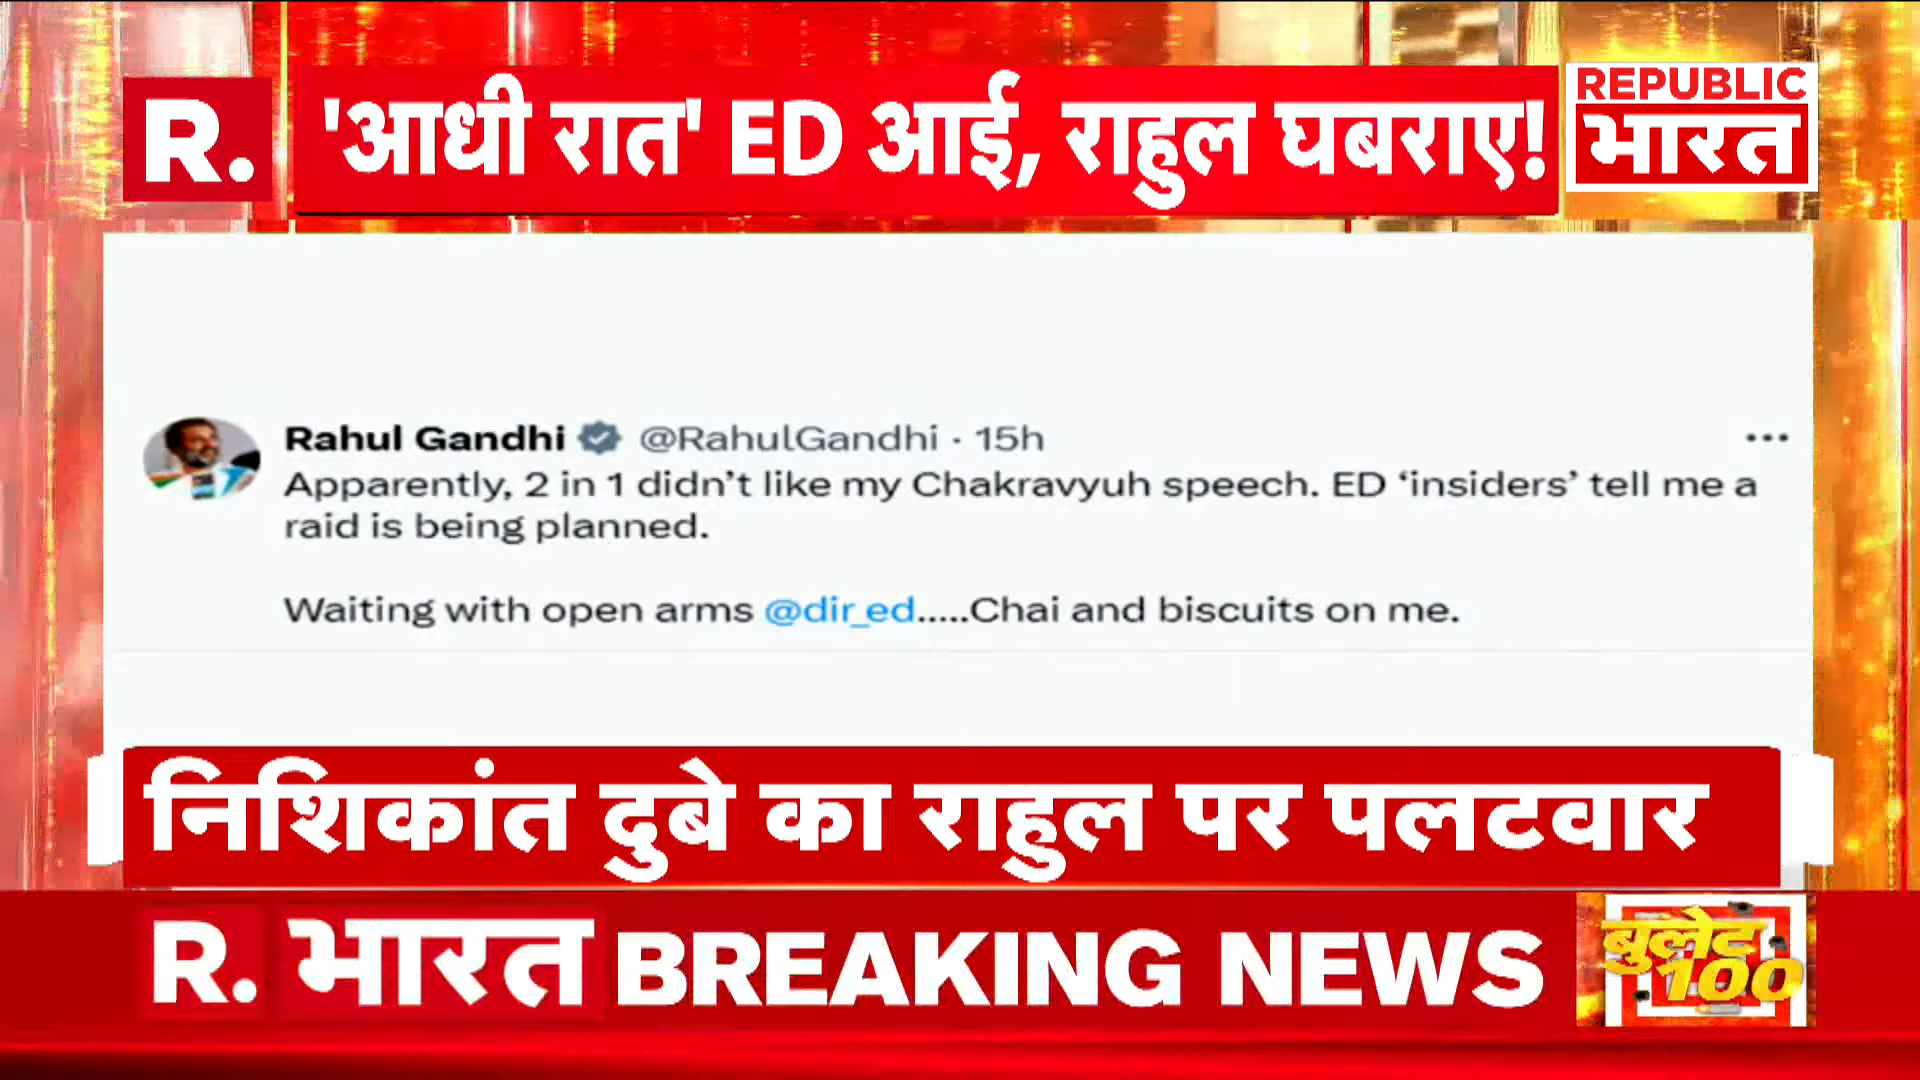 R. 'आधी रात' ED आई, राहुल घबराए! REPUBLIC
भारत
Rahul Gandhi @RahulGandhi · 15h ...
Apparently, 2 in 1 didn’t like my Chakravyuh speech. ED ‘insiders’ tell me a
raid is being planned.
Waiting with open arms @dir_ed.....Chai and biscuits on me.
निशिकांत दुबे का राहुल पर पलटवार
R. भारत BREAKING NEWS बुलेट
100